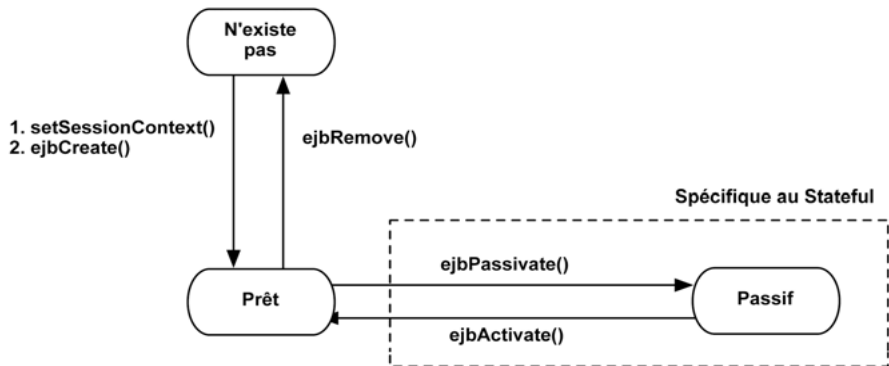 N'existe
pas
1. setSessionContext()
2. ejbCreate()
ejbRemove()
Spécifique au Stateful
ejbPassivate()
Prêt
Passif
ejbActivate()